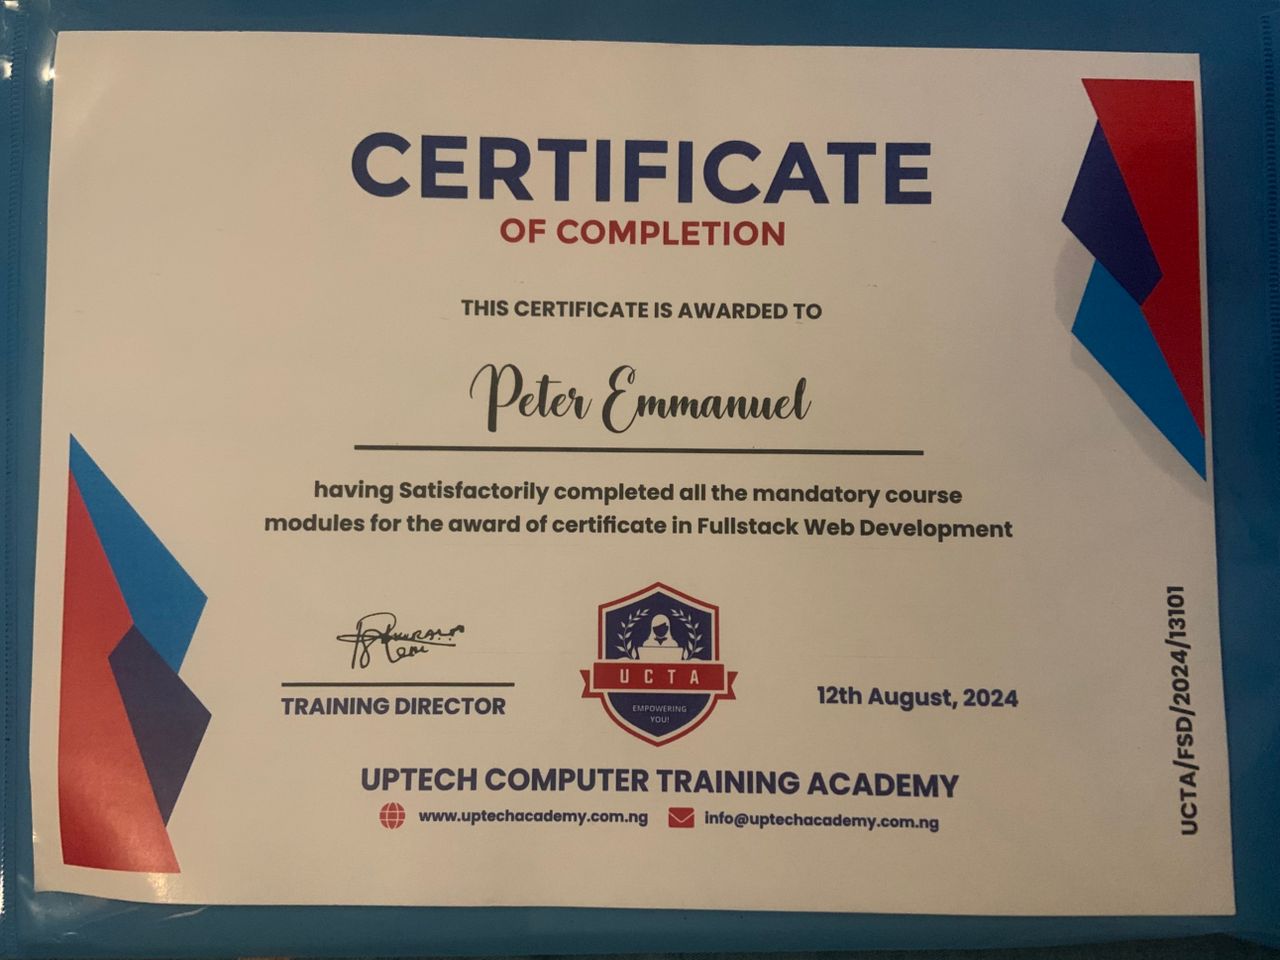 CERTIFICATE
OF COMPLETION
THIS CERTIFICATE IS AWARDED TO
Peter Emmanuel
having Satisfactorily completed all the mandatory course
modules for the award of certificate in Fullstack Web Development
TRAINING DIRECTOR
UCTA
EMPOWERING
YOU!
12th August, 2024
UPTECH COMPUTER TRAINING ACADEMY
www.uptechacademy.com.ng info@uptechacademy.com.ng
UCTA/FSD/2024/13101